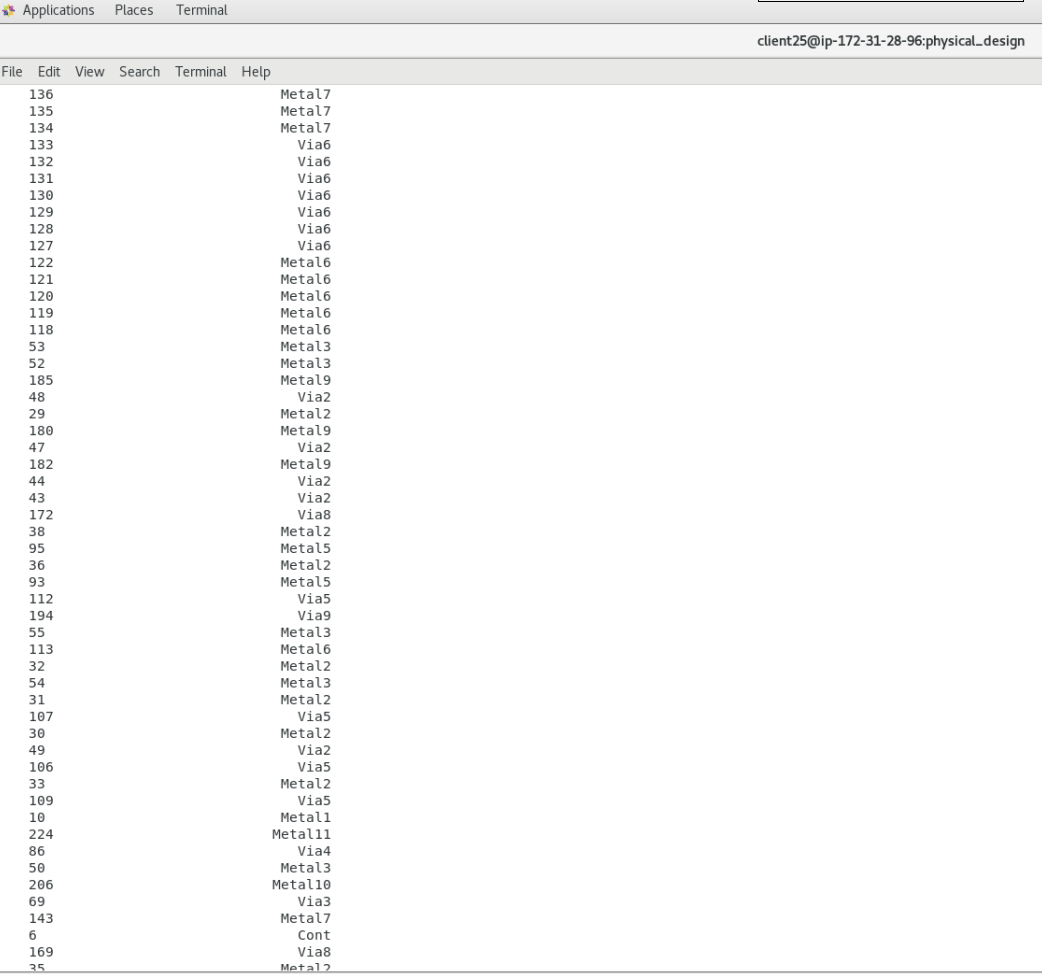 Applications Places Terminal
client25@ip-172-31-28-96:physical_design
File Edit View Search Terminal Help
136 Metal7
135 Metal7
134 Metal7
133 Via6
132 Via6
131 Via6
130 Via6
129 Via6
128 Via6
127 Via6
122 Metal6
121 Metal6
120 Metal6
119 Metal6
118 Metal6
53 Metal3
52 Metal3
185 Metal9
48 Via2
29 Metal2
180 Metal9
47 Via2
182 Metal9
44 Via2
43 Via2
172 Via8
38 Metal2
95 Metal5
36 Metal2
93 Metal5
112 Via5
194 Via9
55 Metal3
113 Metal6
32 Metal2
54 Metal3
31 Metal2
107 Via5
30 Metal2
49 Via2
106 Via5
33 Metal2
109 Via5
10 Metal1
224 Metal11
86 Via4
50 Metal3
206 Metal10
69 Via3
143 Metal7
6 Cont
169 Via8
35 Metal2